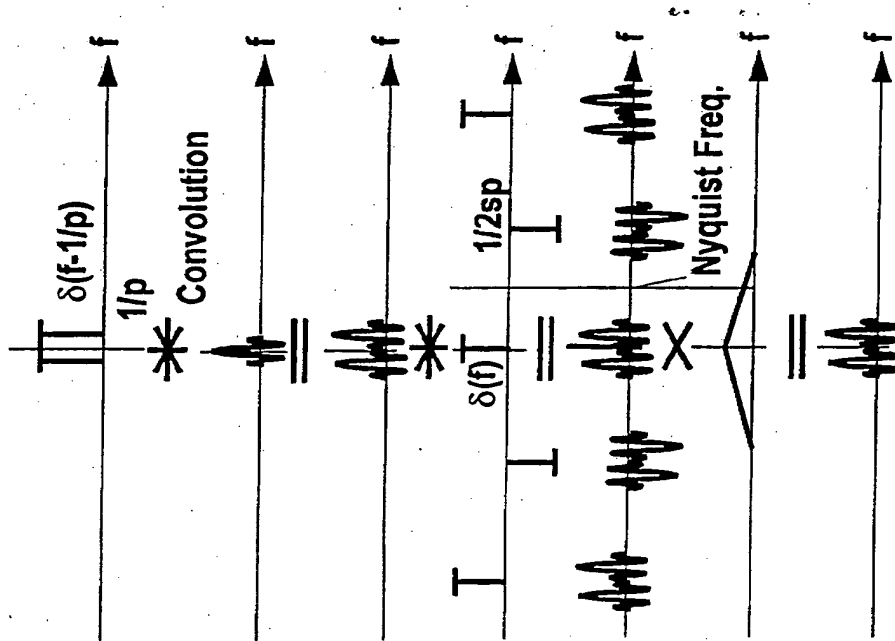 δ(f-1/p)
f
1/p
Convolution
f
f
δ(f)
1/2sp
f
f
Nyquist Freq.
f
f